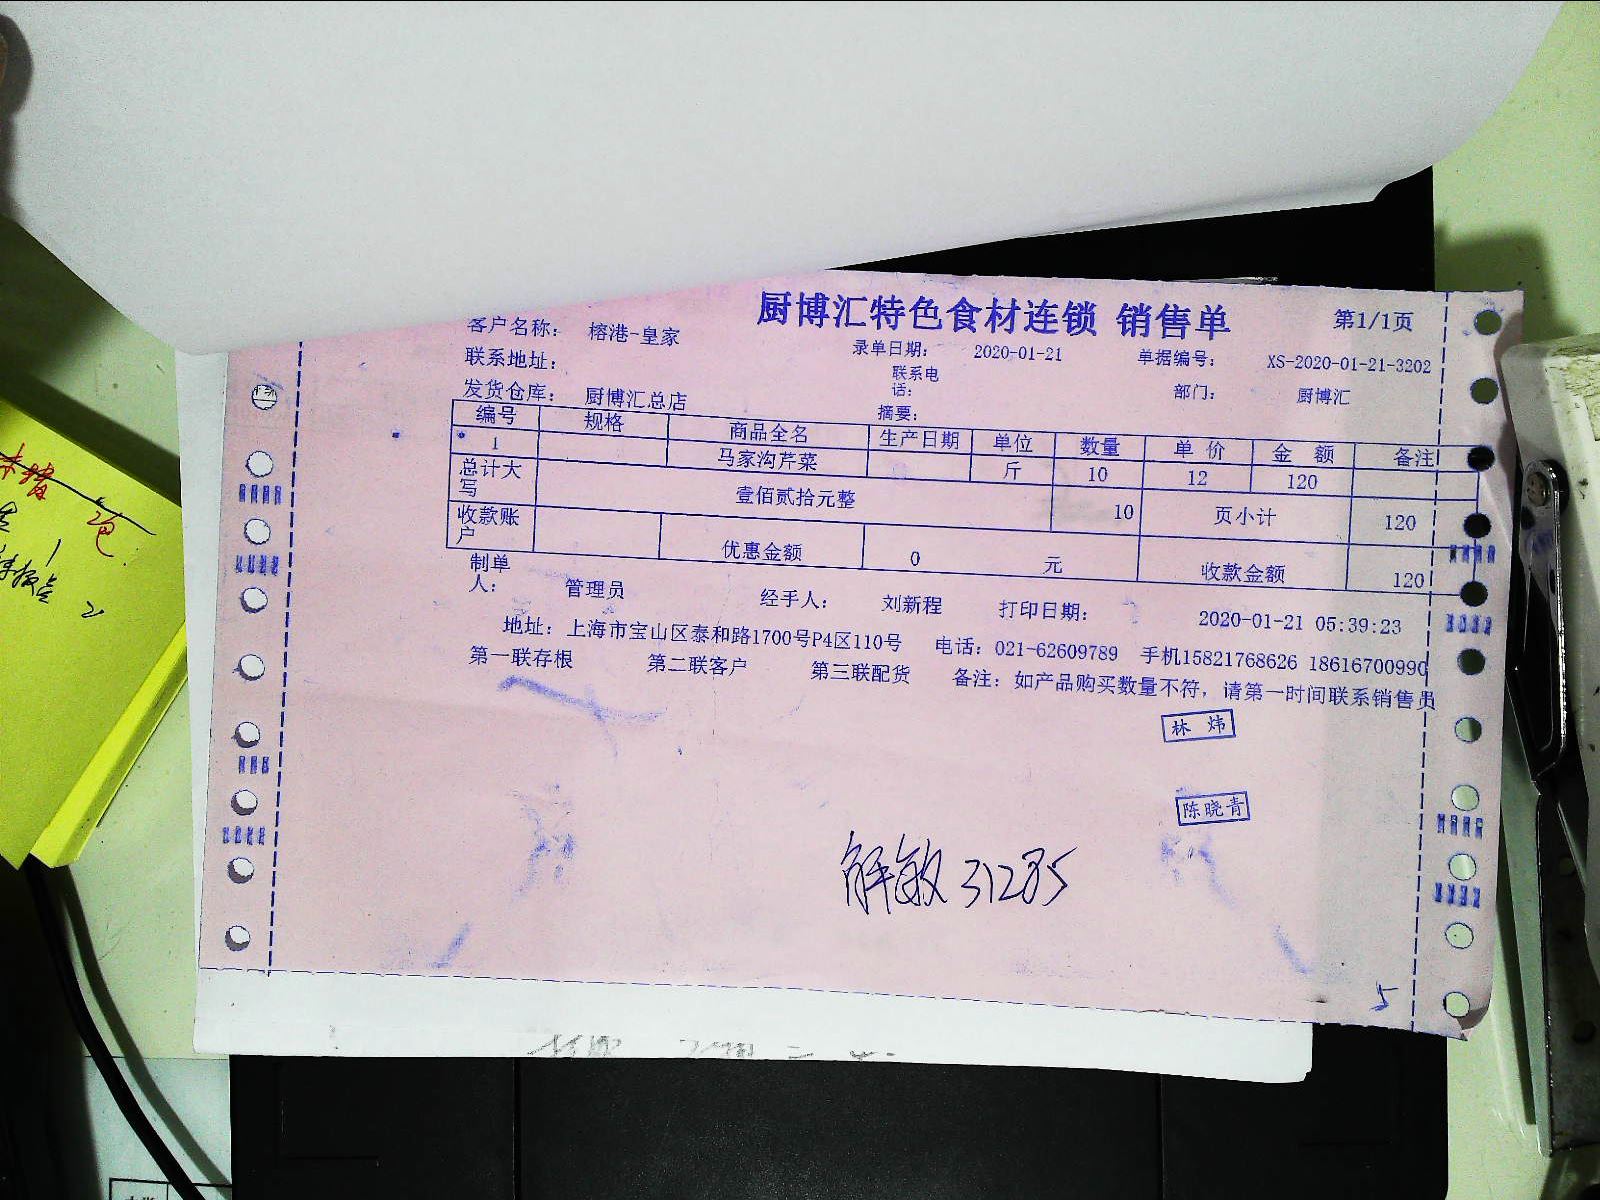 厨博汇特色食材连锁 销售单
第1/1页
客户名称： 榕港-皇家
录单日期： 2020-01-21
单据编号： XS-2020-01-21-3202
联系地址：
联系电话：
部门： 厨博汇
发货仓库： 厨博汇总店
摘要：
编号 规格 商品全名 生产日期 单位 数量 单 价 金 额 备注
1 马家沟芹菜 斤 10 12 120
总计大写 壹佰贰拾元整 10 页小计 120
收款账户 优惠金额 0 元 收款金额 120
制单人： 管理员 经手人： 刘新程 打印日期： 2020-01-21 05:39:23
地址：上海市宝山区泰和路1700号P4区110号 电话：021-62609789 手机15821768626 18616700990
第一联存根 第二联客户 第三联配货 备注：如产品购买数量不符，请第一时间联系销售员
林 炜
陈晓青
解敏 31235
5